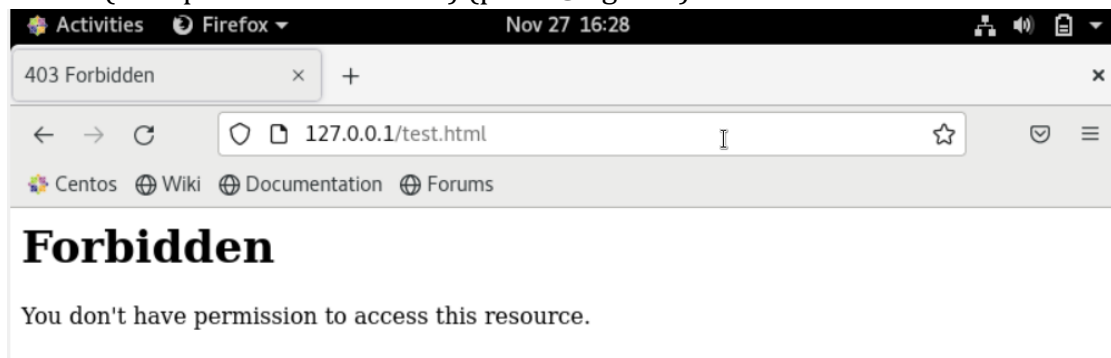 Activities Firefox Nov 27 16:28
403 Forbidden
127.0.0.1/test.html
Centos Wiki Documentation Forums
Forbidden
You don't have permission to access this resource.